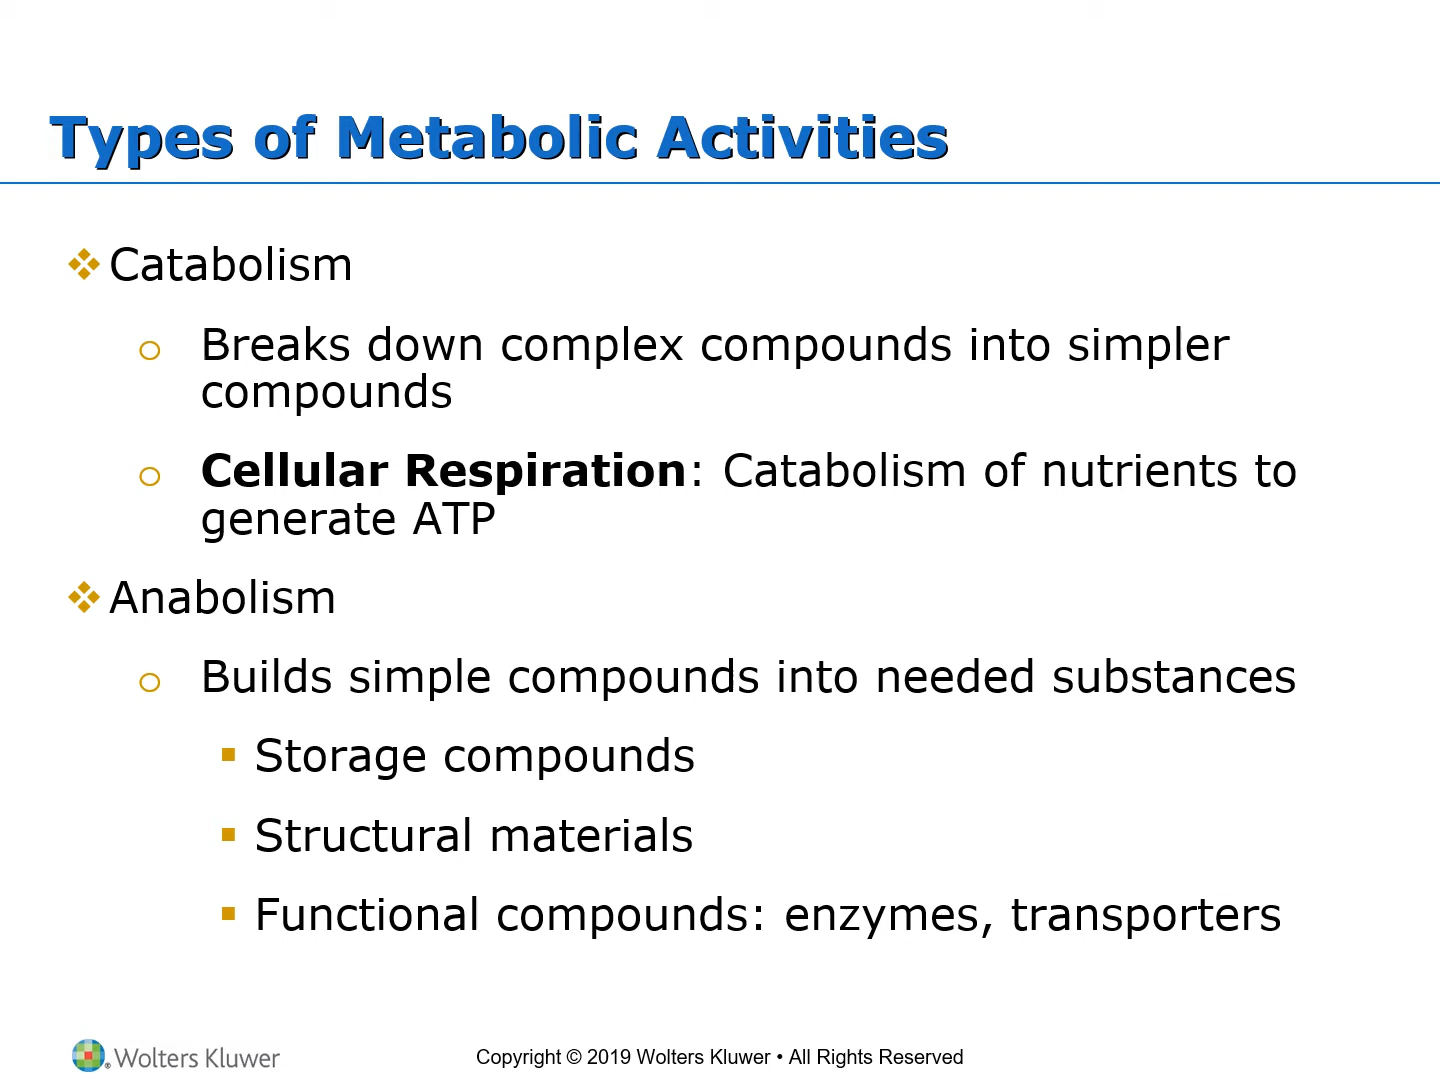 Types of Metabolic Activities
Catabolism
Breaks down complex compounds into simpler
compounds
Cellular Respiration: Catabolism of nutrients to
generate ATP
Anabolism
Builds simple compounds into needed substances
Storage compounds
Structural materials
Functional compounds: enzymes, transporters
Wolters Kluwer
Copyright © 2019 Wolters Kluwer • All Rights Reserved